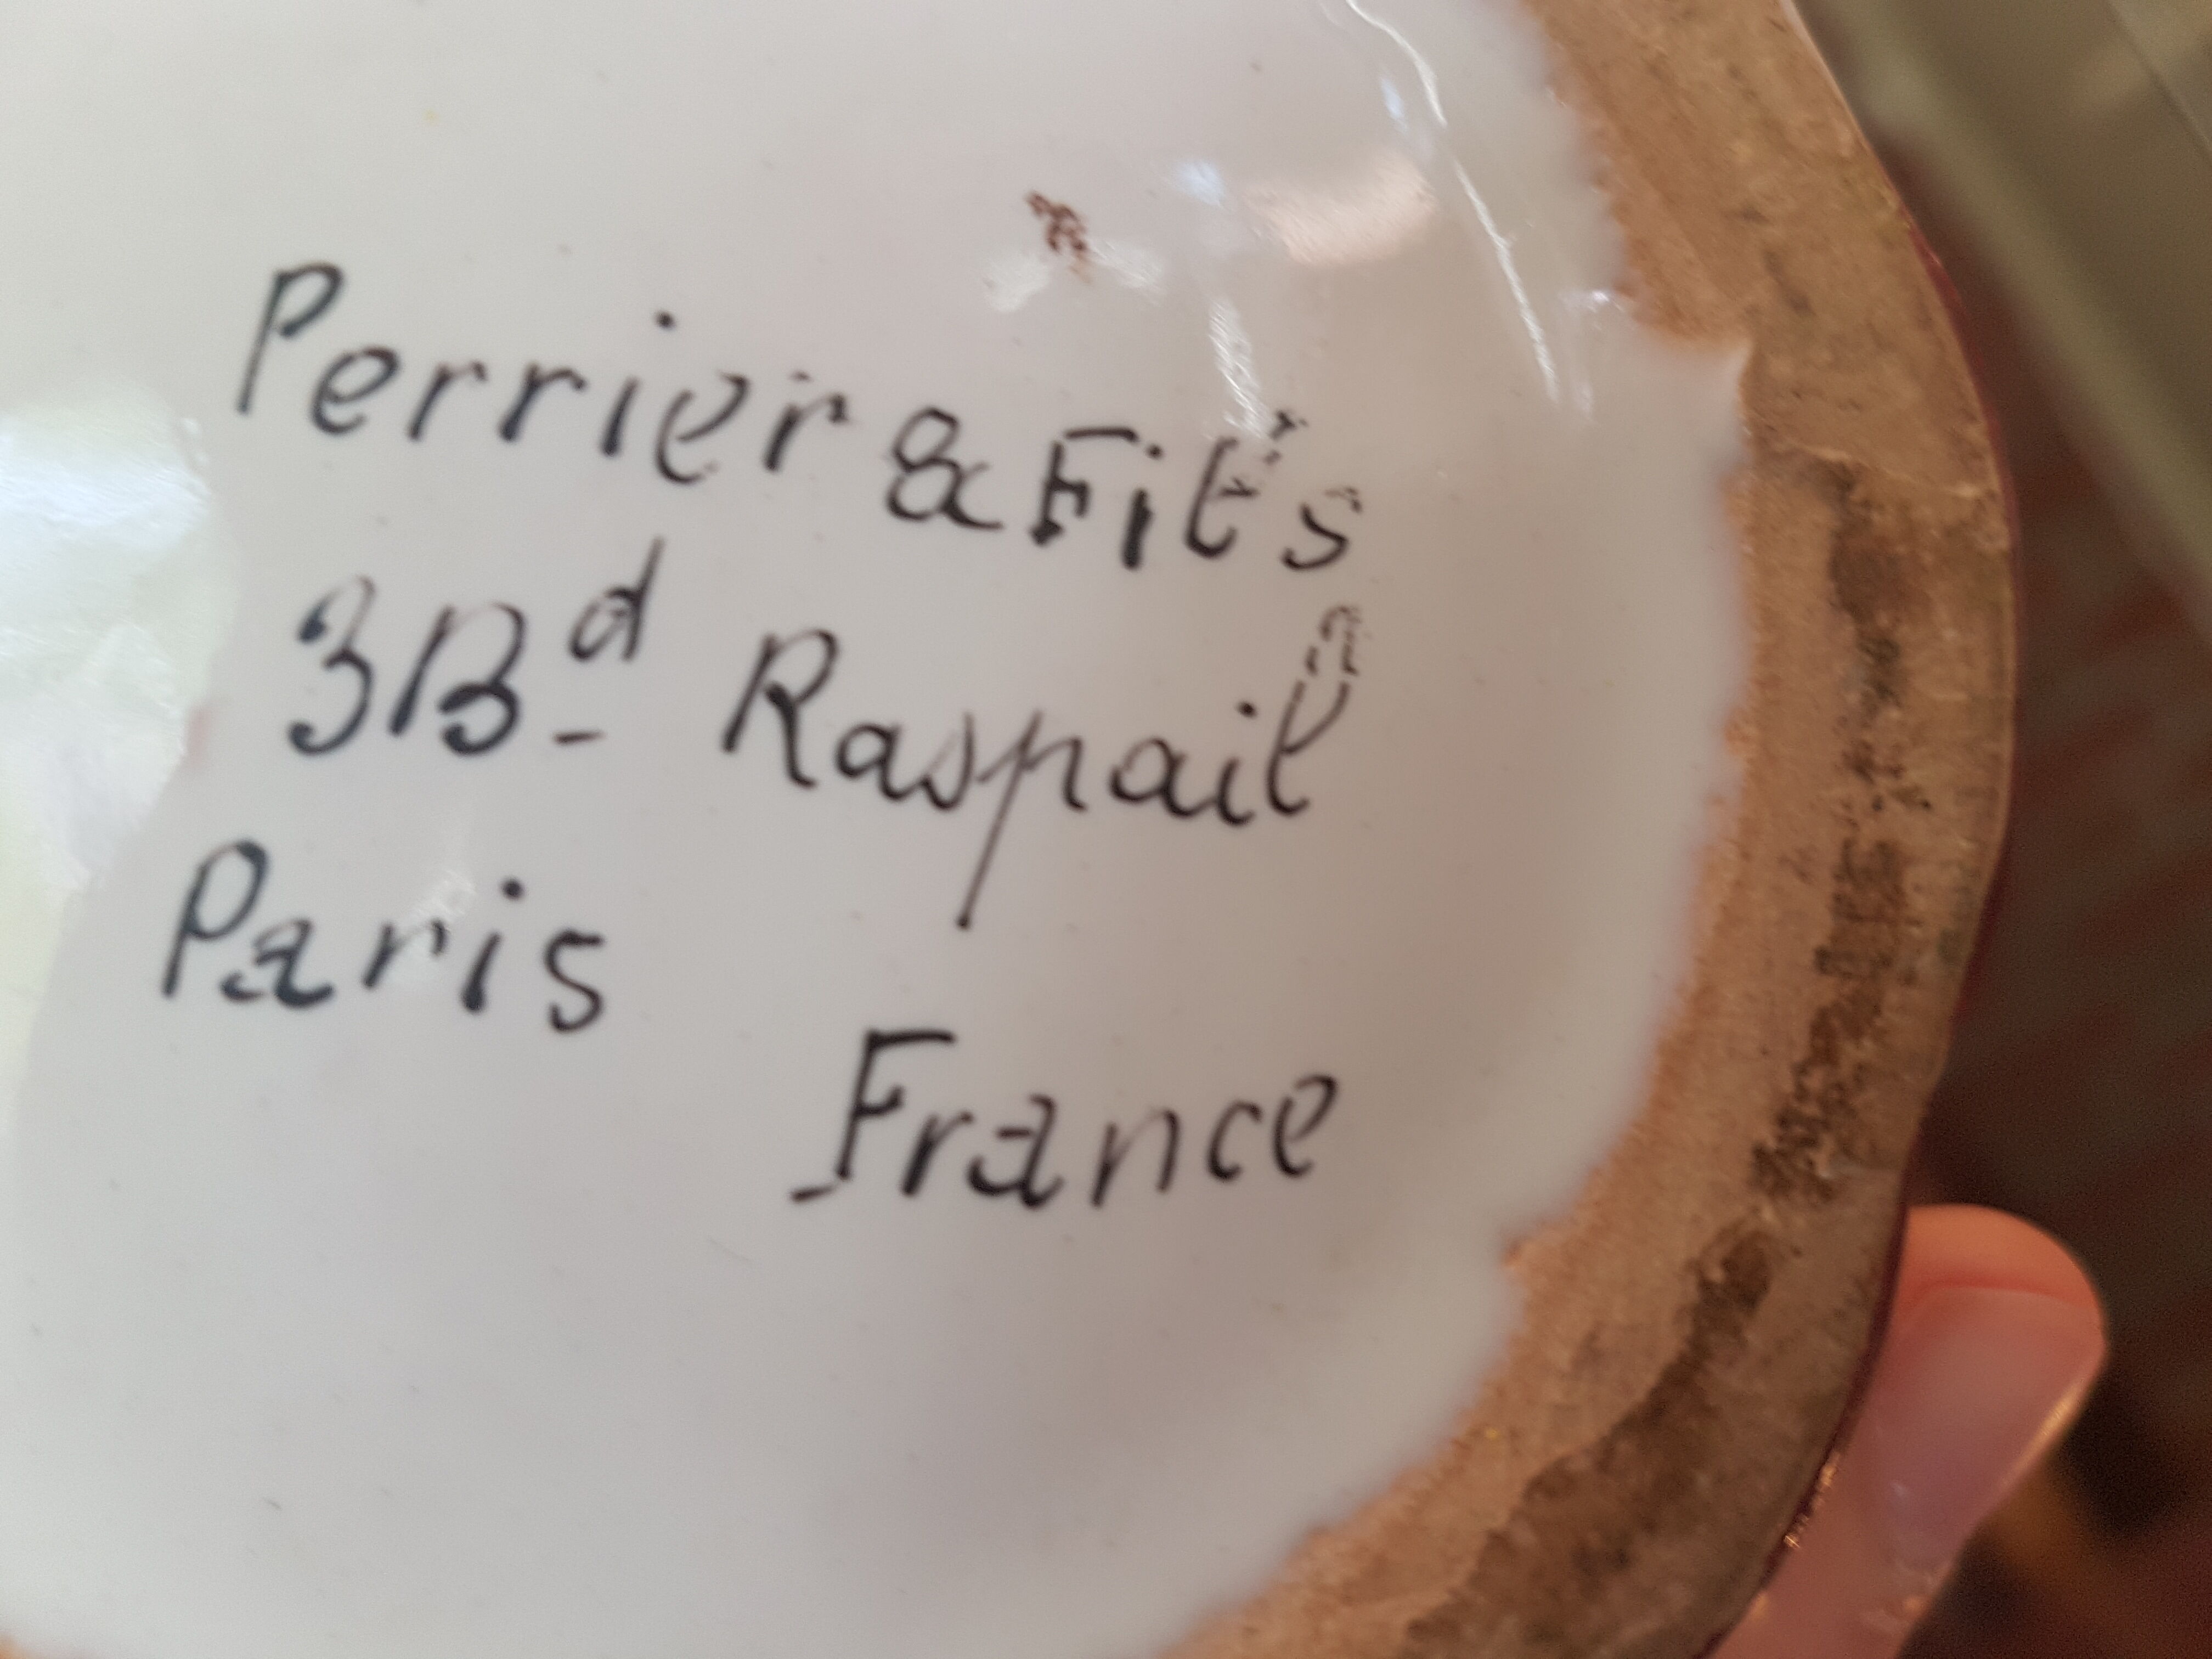 Perrier & Fils
3 Bd Raspail
Paris
France